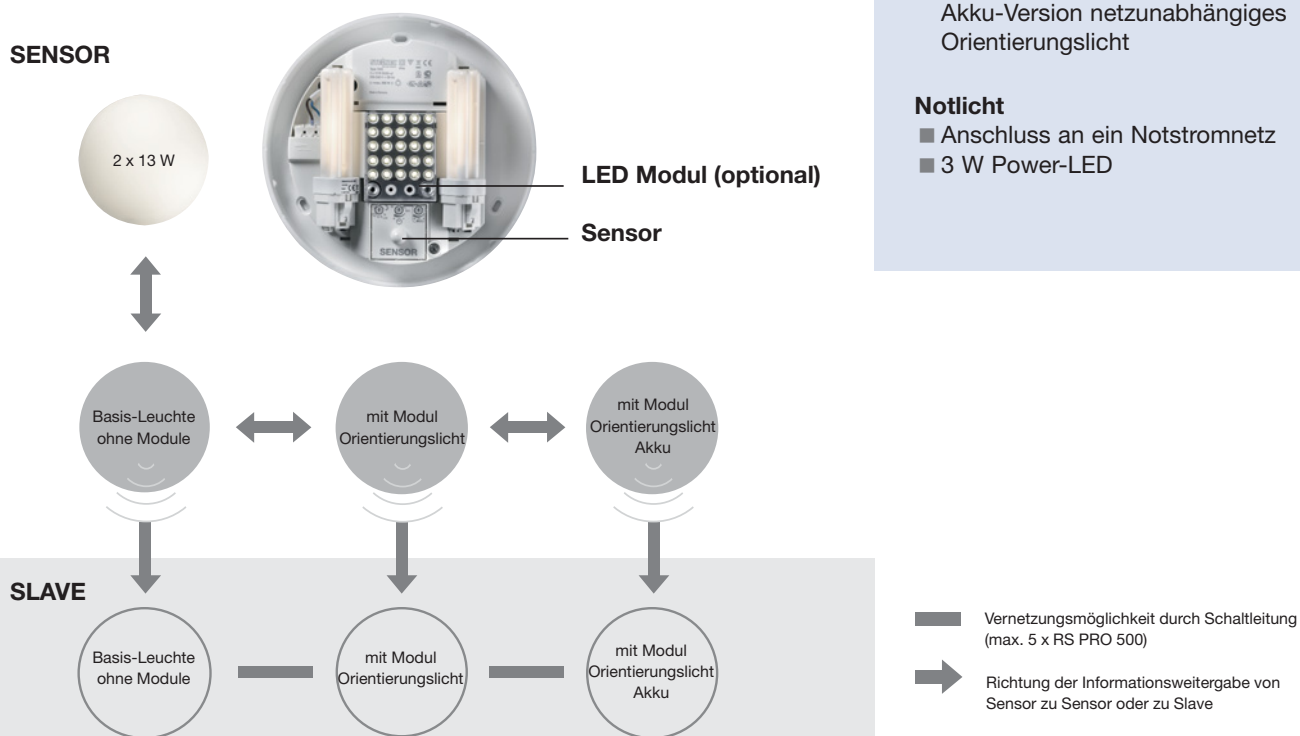 SENSOR
2 x 13 W
LED Modul (optional)
Sensor
SENSOR
Akku-Version netzunabhängiges
Orientierungslicht
Notlicht
Anschluss an ein Notstromnetz
3 W Power-LED
Basis-Leuchte
ohne Module
mit Modul
Orientierungslicht
mit Modul
Orientierungslicht
Akku
SLAVE
Basis-Leuchte
ohne Module
mit Modul
Orientierungslicht
mit Modul
Orientierungslicht
Akku
Vernetzungsmöglichkeit durch Schaltleitung
(max. 5 x RS PRO 500)
Richtung der Informationsweitergabe von
Sensor zu Sensor oder zu Slave